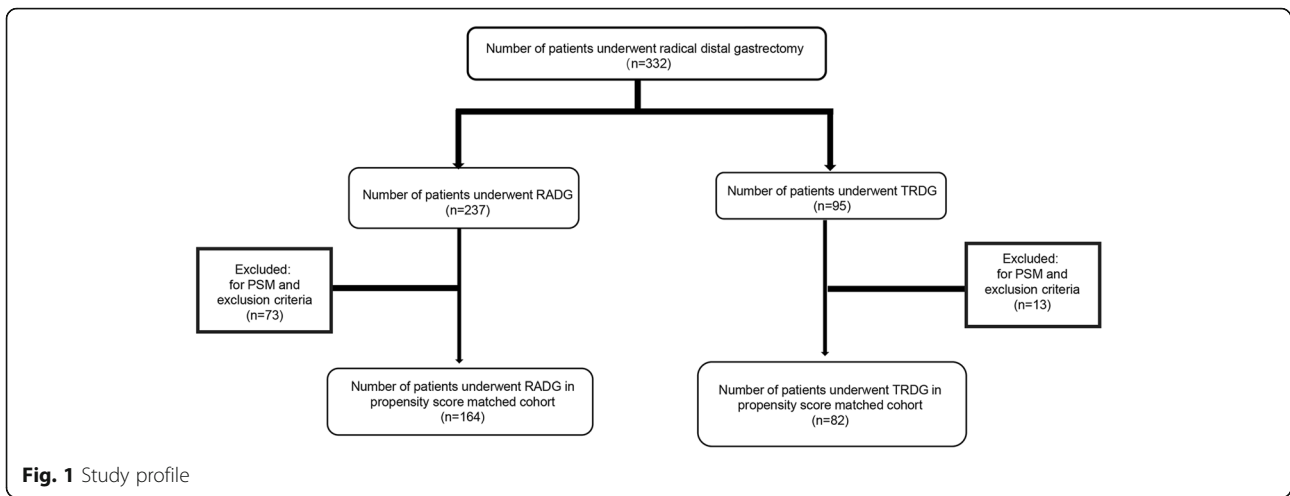 Number of patients underwent radical distal gastrectomy
(n=332)
Number of patients underwent RADG
(n=237)
Number of patients underwent TRDG
(n=95)
Excluded:
for PSM and
exclusion criteria
(n=73)
Excluded:
for PSM and
exclusion criteria
(n=13)
Number of patients underwent RADG in
propensity score matched cohort
(n=164)
Number of patients underwent TRDG in
propensity score matched cohort
(n=82)
Fig. 1 Study profile